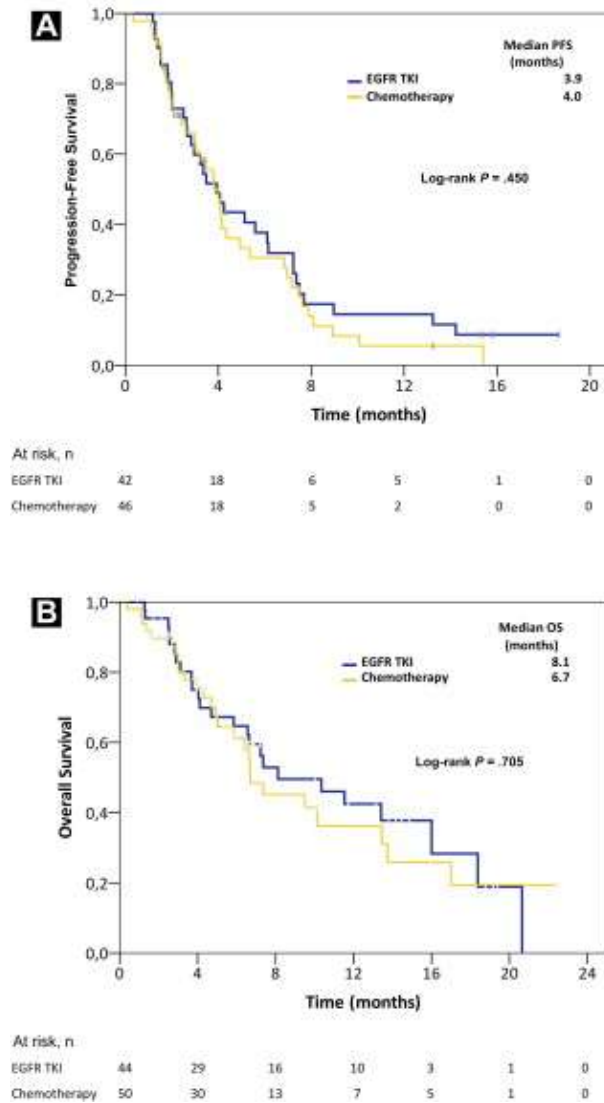 A
Median PFS
(months)
EGFR TKI 3.9
Chemotherapy 4.0
Log-rank P = .450
Progression-Free Survival
1,0
0,8
0,6
0,4
0,2
0,0
0 4 8 12 16 20
Time (months)
At risk, n
EGFR TKI 42 18 6 5 1 0
Chemotherapy 46 18 5 2 0 0
B
Median OS
(months)
EGFR TKI 8.1
Chemotherapy 6.7
Log-rank P = .705
Overall Survival
1,0
0,8
0,6
0,4
0,2
0,0
0 4 8 12 16 20 24
Time (months)
At risk, n
EGFR TKI 44 29 16 10 3 1 0
Chemotherapy 50 30 13 7 5 1 0